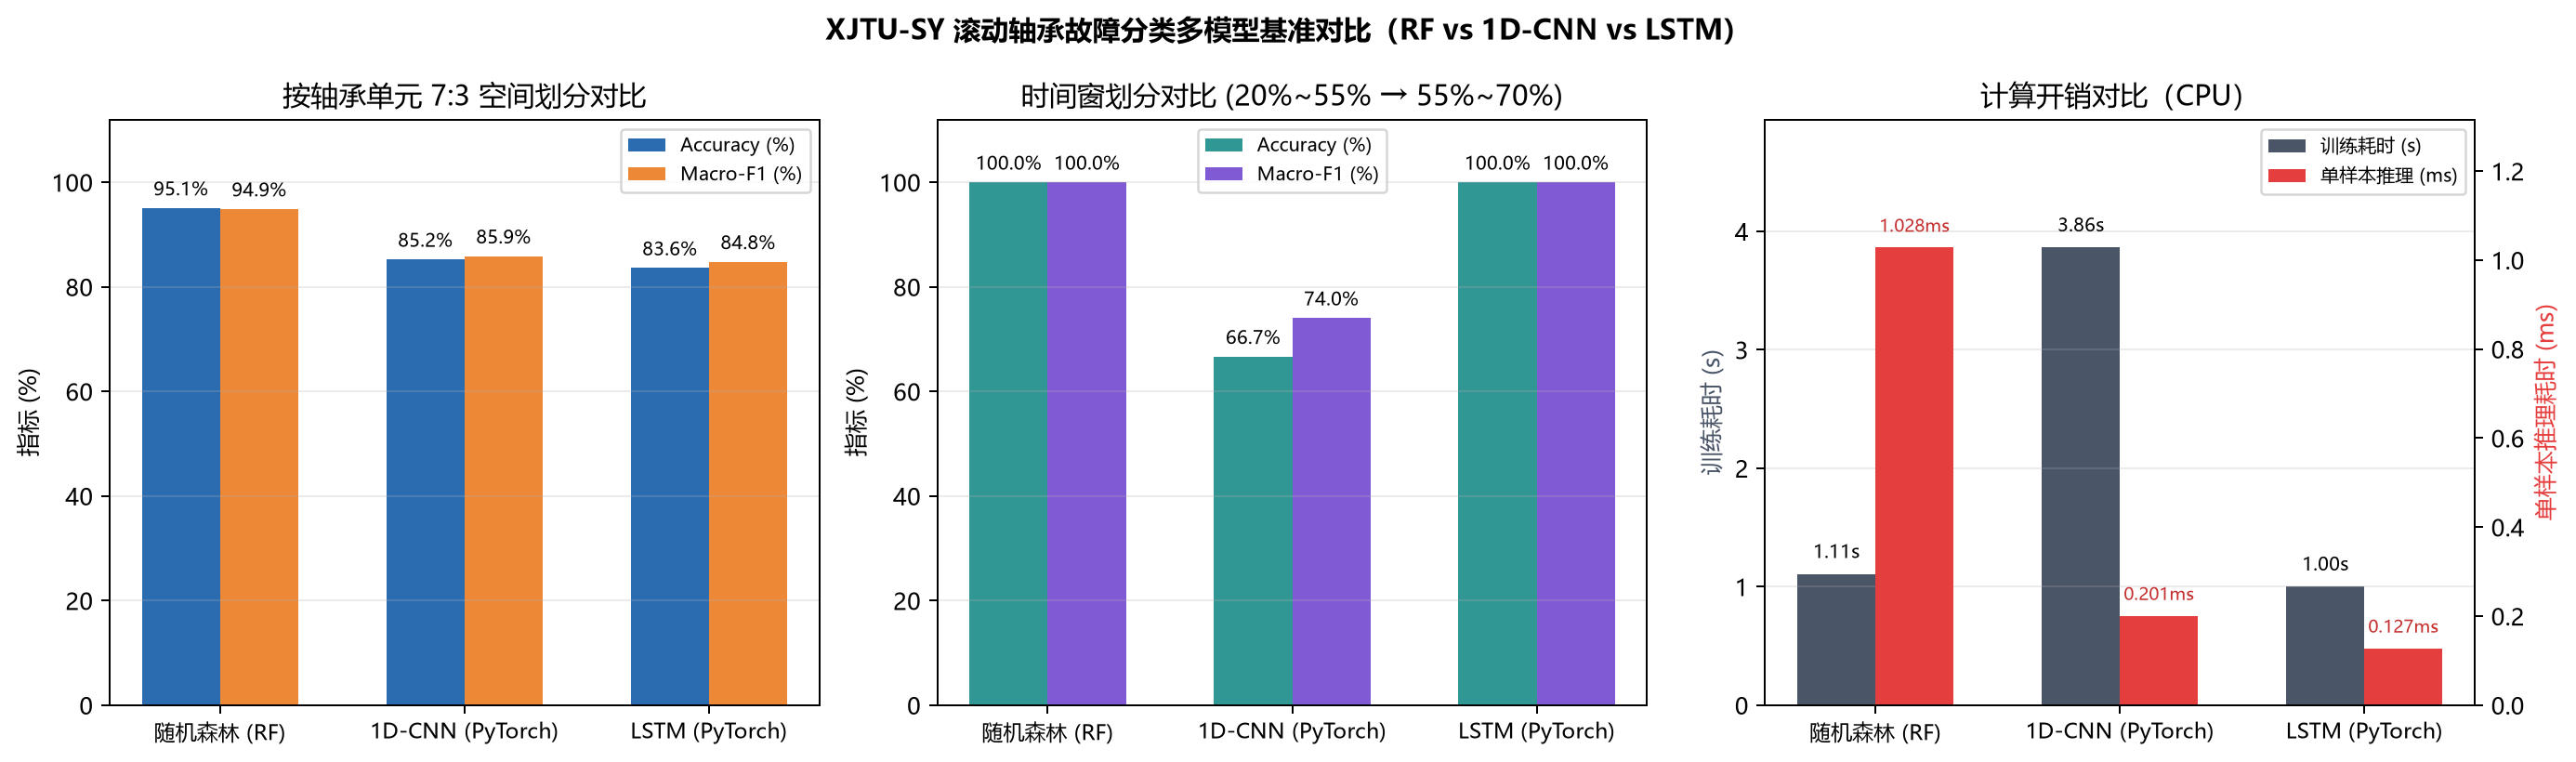 XJTU-SY 滚动轴承故障分类多模型基准对比（RF vs 1D-CNN vs LSTM）
按轴承单元 7:3 空间划分对比
Accuracy (%)
Macro-F1 (%)
指标 (%)
100
80
60
40
20
0
95.1%
94.9%
85.2%
85.9%
83.6%
84.8%
随机森林 (RF)
1D-CNN (PyTorch)
LSTM (PyTorch)
时间窗划分对比 (20%~55% → 55%~70%)
Accuracy (%)
Macro-F1 (%)
指标 (%)
100
80
60
40
20
0
100.0%
100.0%
66.7%
74.0%
100.0%
100.0%
随机森林 (RF)
1D-CNN (PyTorch)
LSTM (PyTorch)
计算开销对比（CPU）
训练耗时 (s)
单样本推理 (ms)
训练耗时 (s)
4
3
2
1
0
1.11s
1.028ms
3.86s
0.201ms
1.00s
0.127ms
随机森林 (RF)
1D-CNN (PyTorch)
LSTM (PyTorch)
1.2
1.0
0.8
0.6
0.4
0.2
0.0
单样本推理耗时 (ms)